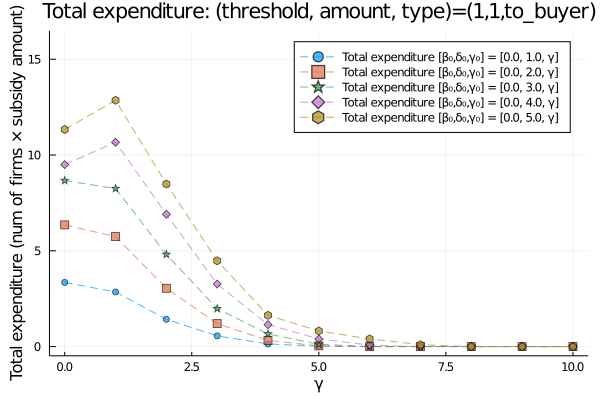 Total expenditure: (threshold, amount, type)=(1,1,to_buyer)
Total expenditure (num of firms × subsidy amount)
15
10
5
0
Total expenditure [β₀,δ₀,γ₀] = [0.0, 1.0, γ]
Total expenditure [β₀,δ₀,γ₀] = [0.0, 2.0, γ]
Total expenditure [β₀,δ₀,γ₀] = [0.0, 3.0, γ]
Total expenditure [β₀,δ₀,γ₀] = [0.0, 4.0, γ]
Total expenditure [β₀,δ₀,γ₀] = [0.0, 5.0, γ]
0.0 2.5 5.0 7.5 10.0
γ